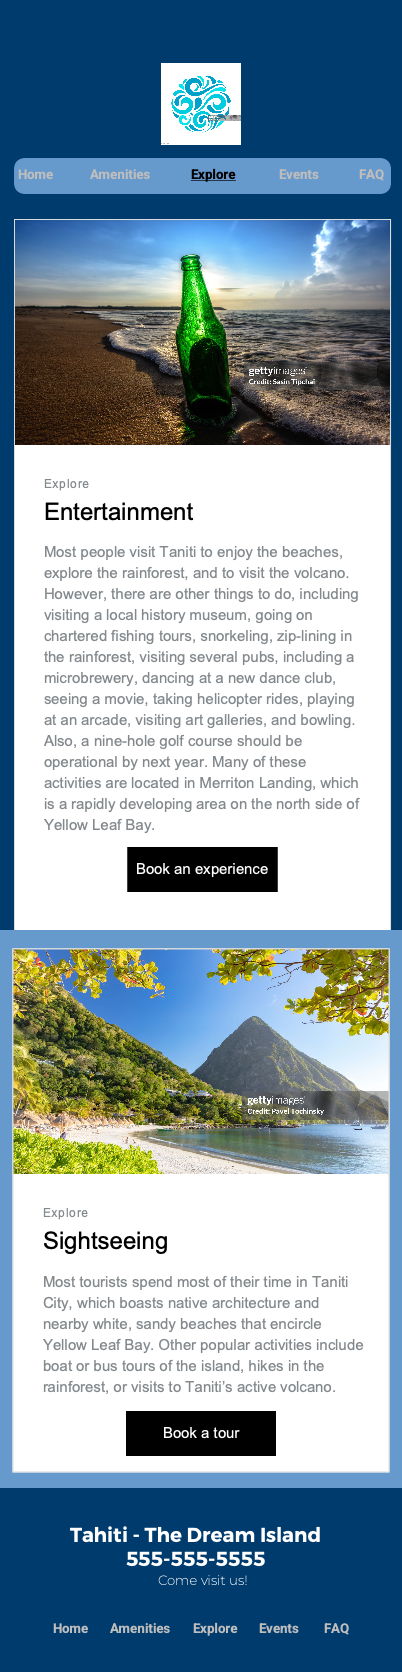 Home Amenities Explore Events FAQ
gettyimages
Credit: Sasin Tipchai
Explore
Entertainment
Most people visit Taniti to enjoy the beaches,
explore the rainforest, and to visit the volcano.
However, there are other things to do, including
visiting a local history museum, going on
chartered fishing tours, snorkeling, zip-lining in
the rainforest, visiting several pubs, including a
microbrewery, dancing at a new dance club,
seeing a movie, taking helicopter rides, playing
at an arcade, visiting art galleries, and bowling.
Also, a nine-hole golf course should be
operational by next year. Many of these
activities are located in Merriton Landing, which
is a rapidly developing area on the north side of
Yellow Leaf Bay.
Book an experience
gettyimages
Credit: Pavel Tochinsky
Explore
Sightseeing
Most tourists spend most of their time in Taniti
City, which boasts native architecture and
nearby white, sandy beaches that encircle
Yellow Leaf Bay. Other popular activities include
boat or bus tours of the island, hikes in the
rainforest, or visits to Taniti's active volcano.
Book a tour
Tahiti - The Dream Island
555-555-5555
Come visit us!
Home Amenities Explore Events FAQ